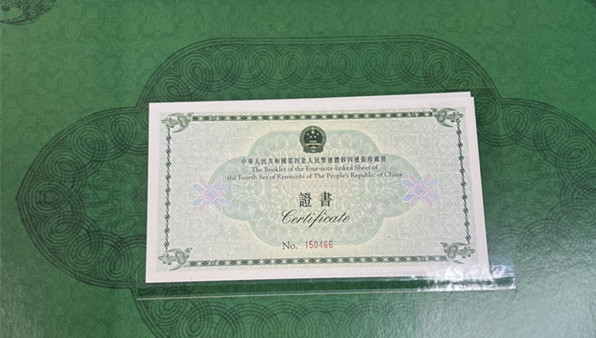 中華人民共和國第四套人民幣連體鈔四連張珍藏冊
The Booklet of the Four-note-linked Sheet of
the Fourth Set of Renminbi of The People's Republic of China
證書
Certificate
No. 150466